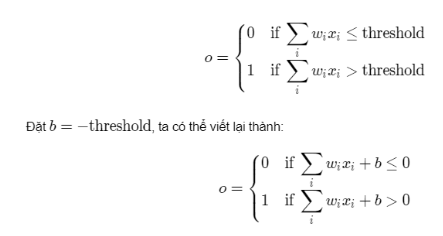 o = { 0 if ∑_i w_i x_i ≤ threshold
1 if ∑_i w_i x_i > threshold
Đặt b = −threshold, ta có thể viết lại thành:
o = { 0 if ∑_i w_i x_i + b ≤ 0
1 if ∑_i w_i x_i + b > 0